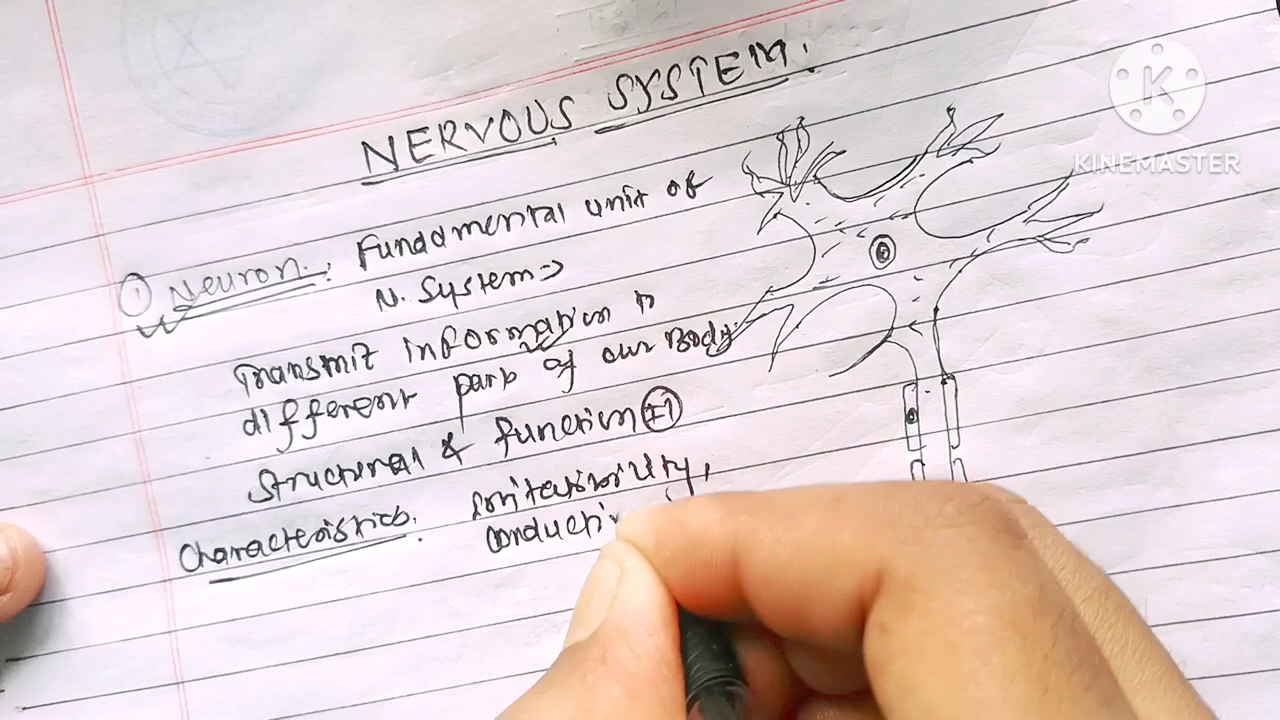 NERVOUS SYSTEM.
① Neuron: Fundamental unit of
N. System ⇒
Transmit information to
different part of our Body.
Structural & function
Characteristics.
conducti
K
KINEMASTER